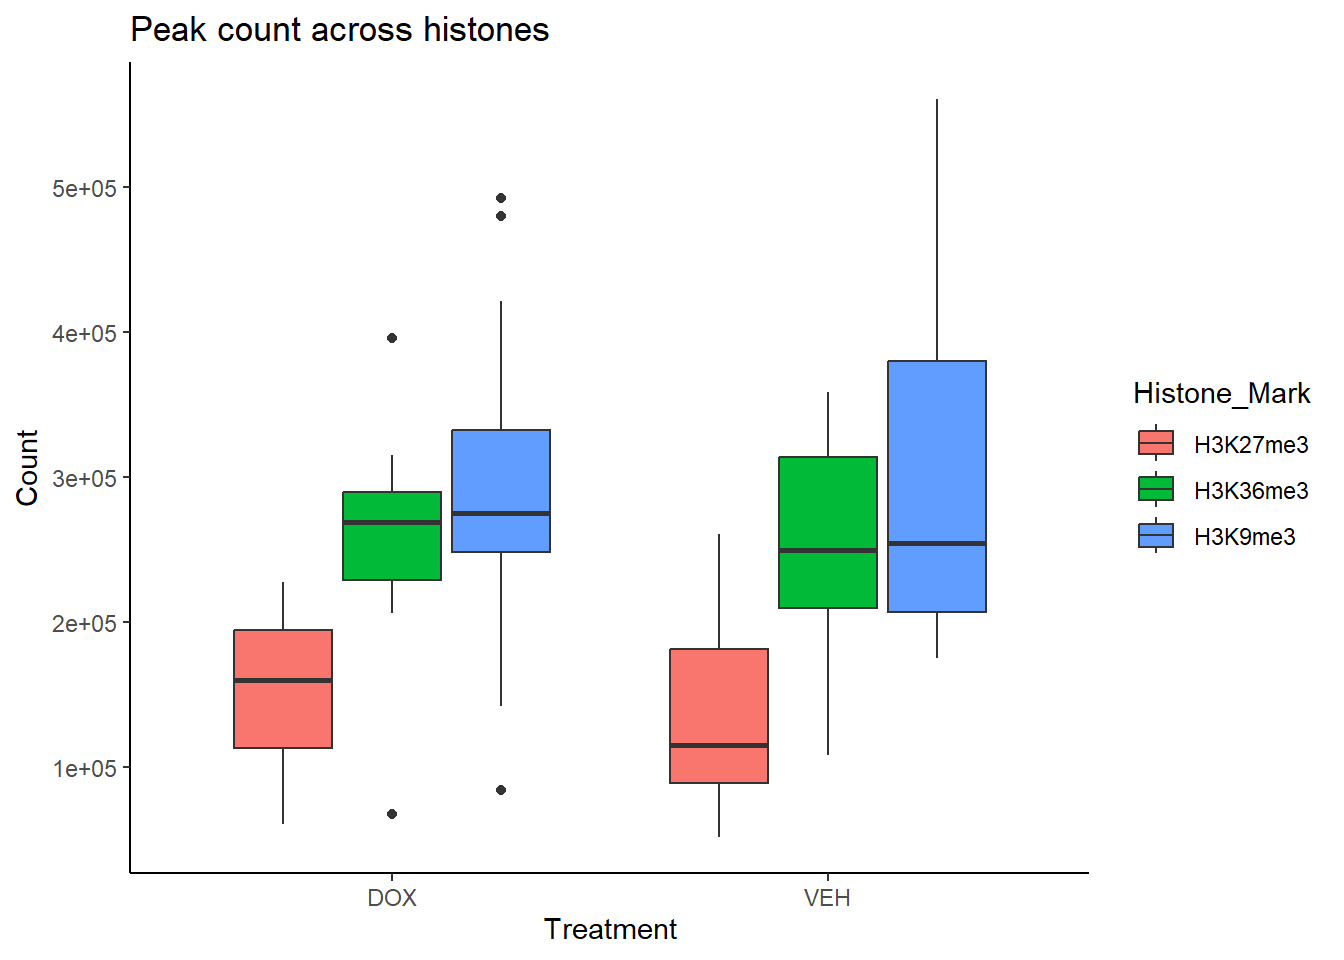 Peak count across histones
5e+05
4e+05
3e+05
2e+05
1e+05
Count
DOX
VEH
Treatment
Histone_Mark
H3K27me3
H3K36me3
H3K9me3